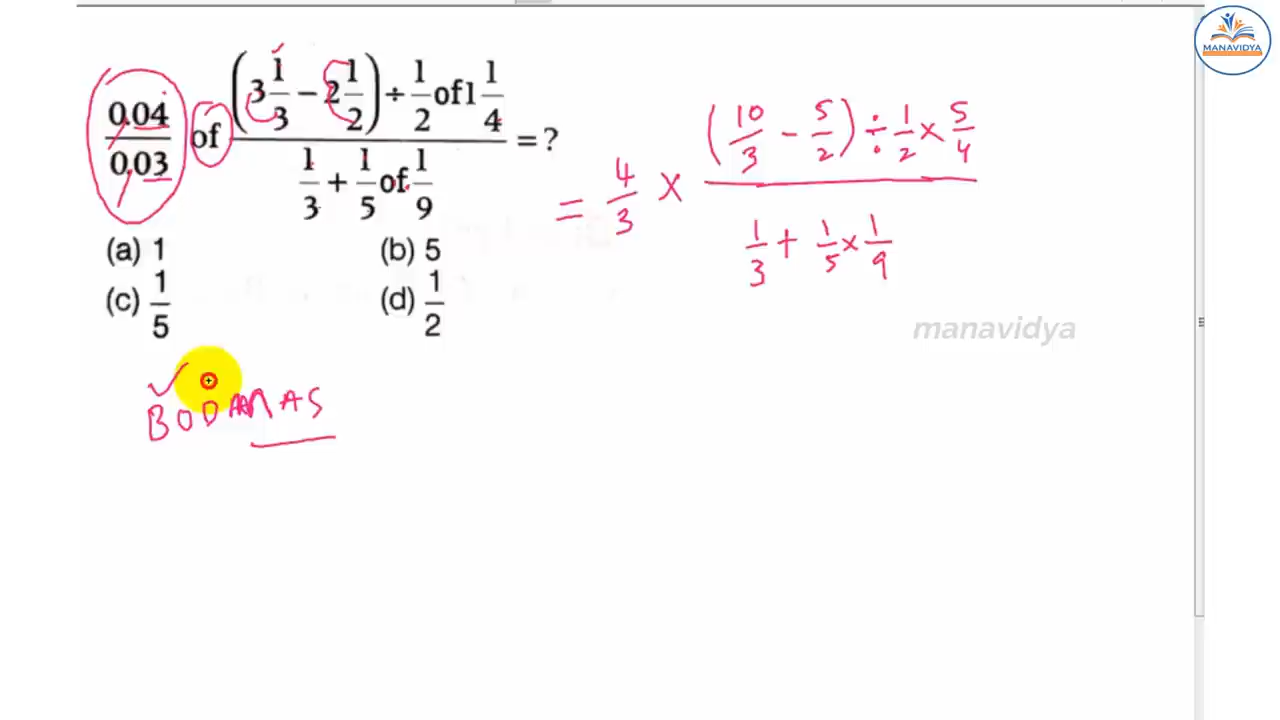 MANAVIDYA
0.04/0.03 of ((3 1/3 − 2 1/2) ÷ 1/2 of 1 1/4)/(1/3 + 1/5 of 1/9) = ?
= 4/3 × ((10/3 − 5/2) ÷ 1/2 × 5/4)/(1/3 + 1/5 × 1/9)
(a) 1 (b) 5
(c) 1/5 (d) 1/2
manavidya
BODMAS